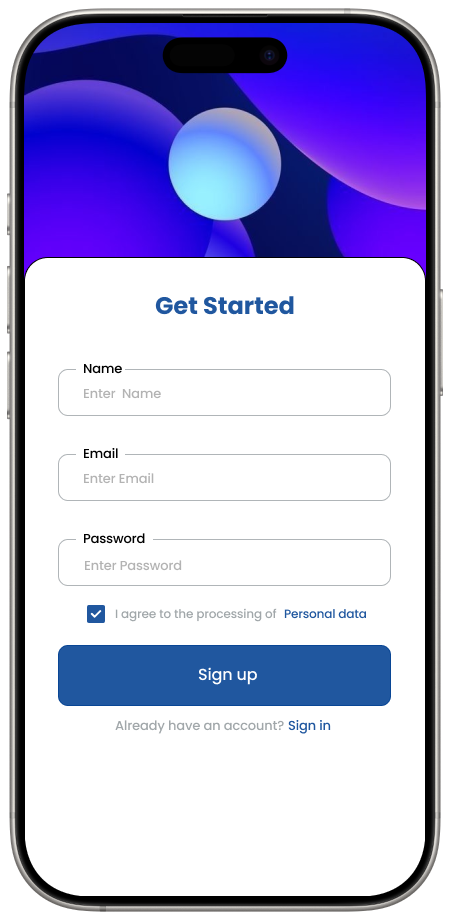 Get Started
Name
Enter  Name
Email
Enter Email
Password
Enter Password
I agree to the processing of Personal data
Sign up
Already have an account? Sign in